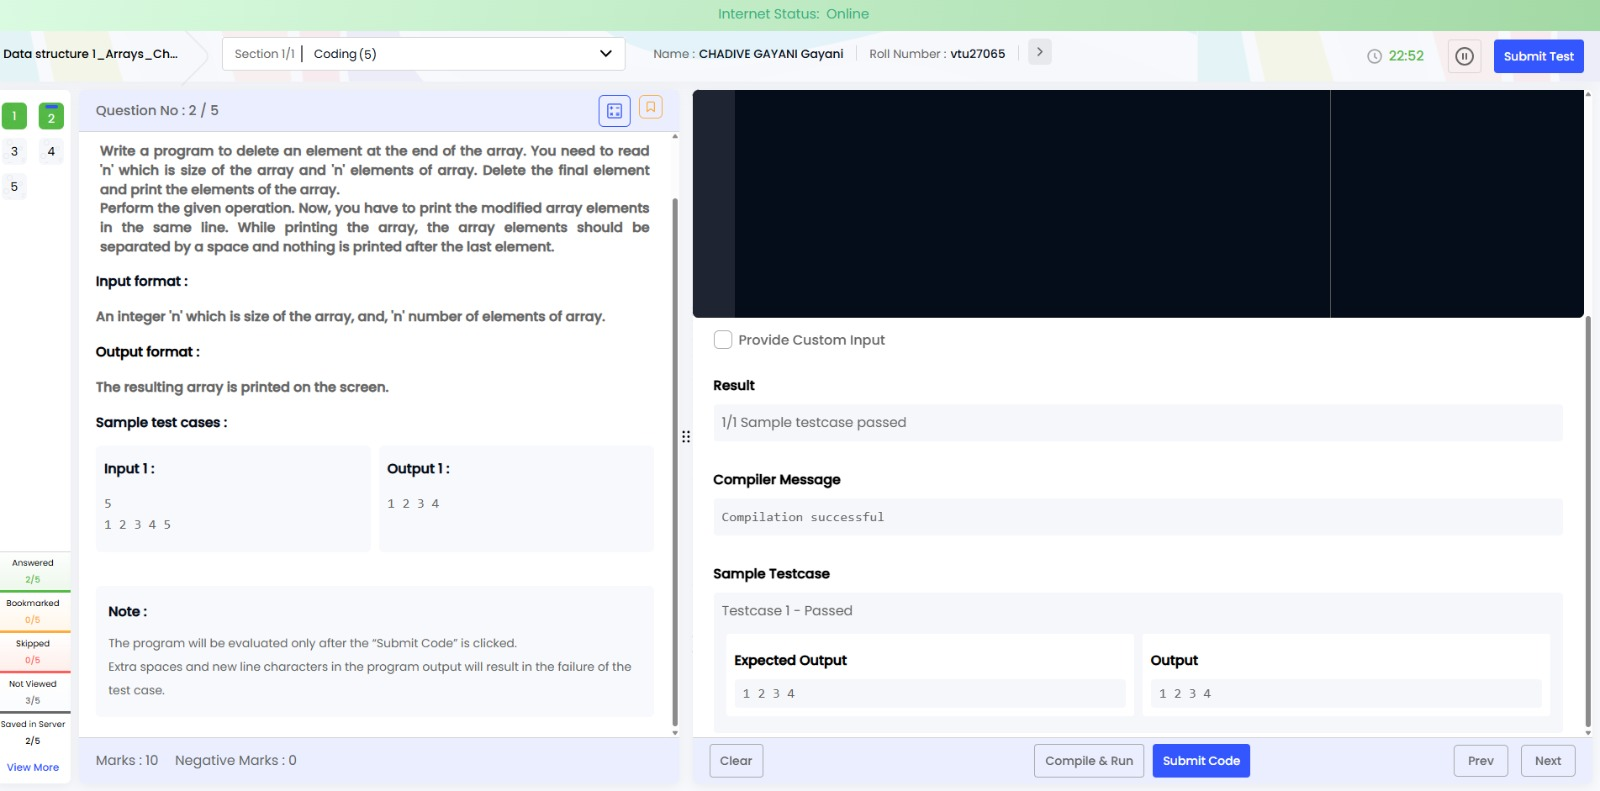 Internet Status: Online
Data structure 1_Arrays_Ch...
Section 1/1 | Coding (5)
Name : CHADIVE GAYANI Gayani
Roll Number : vtu27065
22:52
Submit Test
1 2
3 4
5
Answered
2/5
Bookmarked
0/5
Skipped
0/5
Not Viewed
3/5
Saved in Server
2/5
View More
Question No : 2 / 5
Write a program to delete an element at the end of the array. You need to read
'n' which is size of the array and 'n' elements of array. Delete the final element
and print the elements of the array.
Perform the given operation. Now, you have to print the modified array elements
in the same line. While printing the array, the array elements should be
separated by a space and nothing is printed after the last element.
Input format :
An integer 'n' which is size of the array, and, 'n' number of elements of array.
Output format :
The resulting array is printed on the screen.
Sample test cases :
Input 1 :
5
1 2 3 4 5
Output 1 :
1 2 3 4
Note :
The program will be evaluated only after the “Submit Code” is clicked.
Extra spaces and new line characters in the program output will result in the failure of the
test case.
Marks : 10 Negative Marks : 0
Provide Custom Input
Result
1/1 Sample testcase passed
Compiler Message
Compilation successful
Sample Testcase
Testcase 1 - Passed
Expected Output
1 2 3 4
Output
1 2 3 4
Clear
Compile & Run
Submit Code
Prev
Next